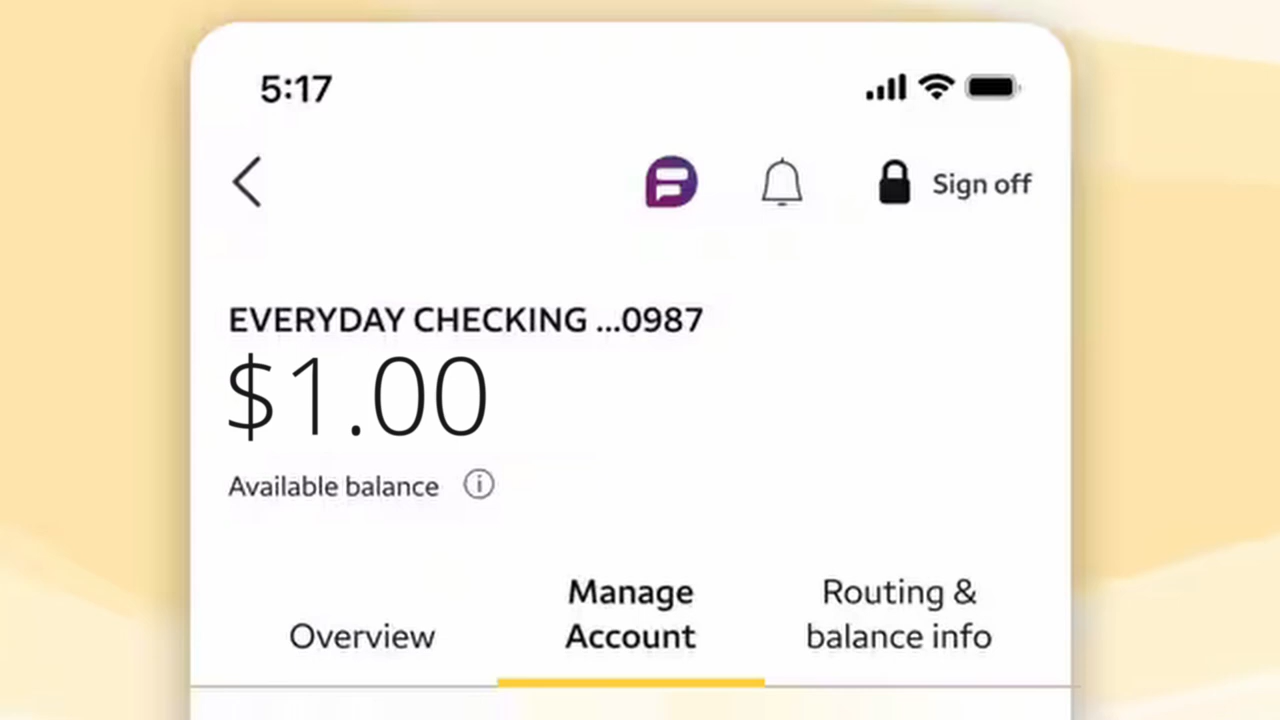 5:17
Sign off
EVERYDAY CHECKING ...0987
$1.00
Available balance
Overview
Manage
Account
Routing &
balance info